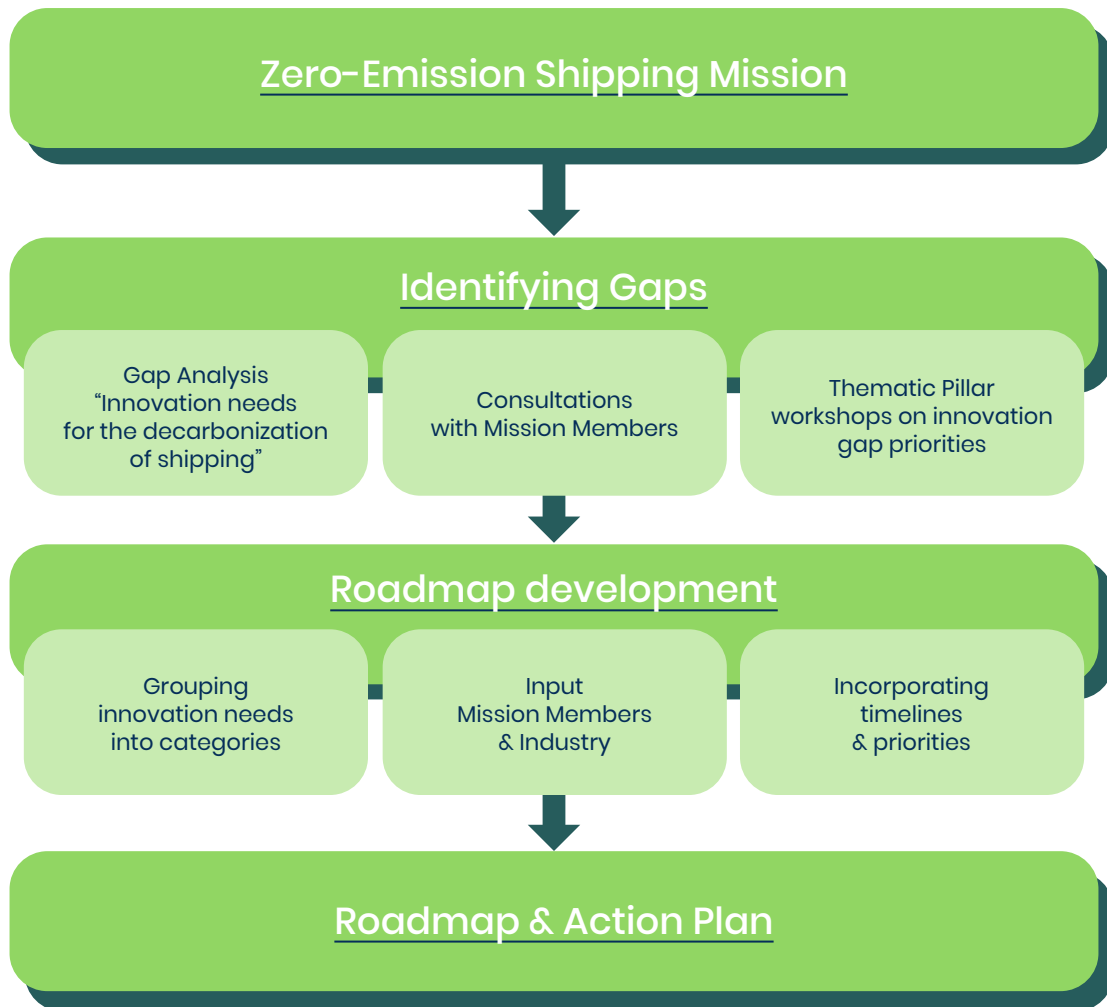 Zero-Emission Shipping Mission
Identifying Gaps
Gap Analysis
“Innovation needs
for the decarbonization
of shipping”
Consultations
with Mission Members
Thematic Pillar
workshops on innovation
gap priorities
Roadmap development
Grouping
innovation needs
into categories
Input
Mission Members
& Industry
Incorporating
timelines
& priorities
Roadmap & Action Plan